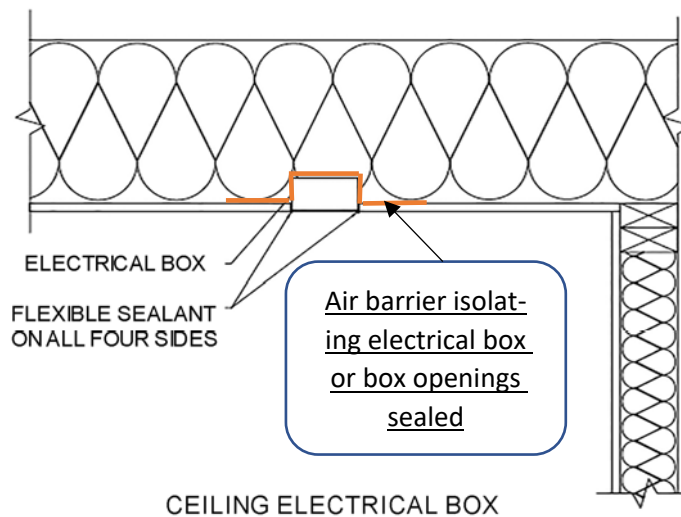 ELECTRICAL BOX
FLEXIBLE SEALANT
ON ALL FOUR SIDES
Air barrier isolat-
ing electrical box
or box openings
sealed
CEILING ELECTRICAL BOX